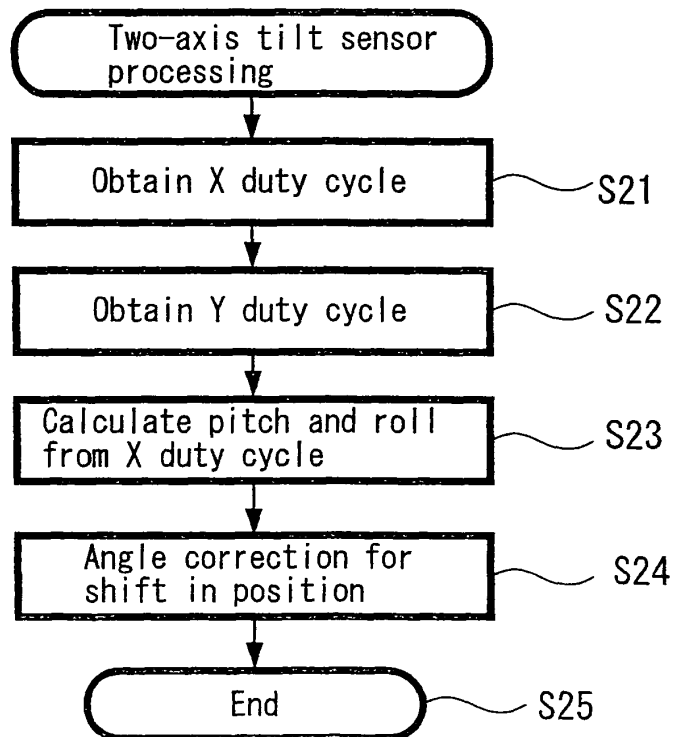 Two-axis tilt sensor
processing
Obtain X duty cycle
S21
Obtain Y duty cycle
S22
Calculate pitch and roll
from X duty cycle
S23
Angle correction for
shift in position
S24
End
S25